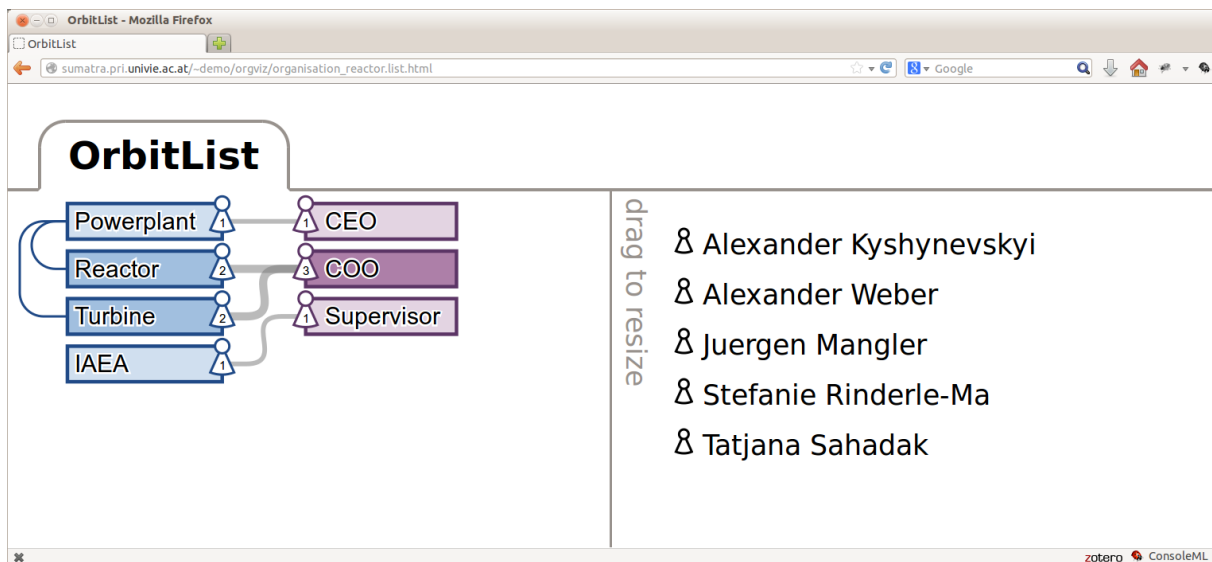 OrbitList - Mozilla Firefox
OrbitList
sumatra.pri.univie.ac.at/~demo/orgviz/organisation_reactor.list.html
Google
OrbitList
Powerplant 1 1 CEO
Reactor 2 3 COO
Turbine 2 1 Supervisor
IAEA 1
drag to resize
Alexander Kyshynevskyi
Alexander Weber
Juergen Mangler
Stefanie Rinderle-Ma
Tatjana Sahadak
zotero ConsoleML